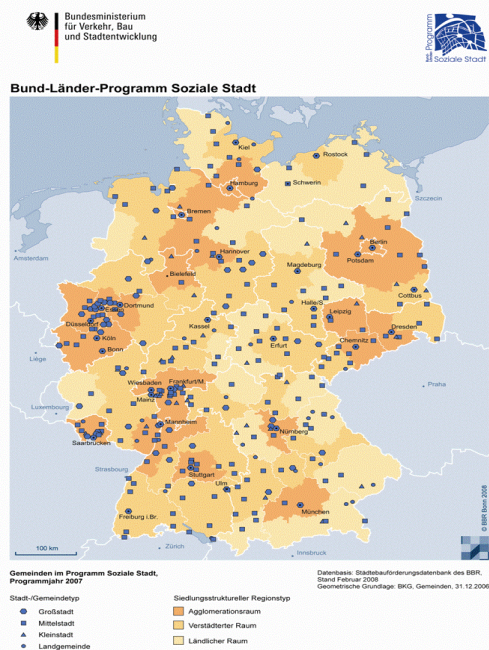 Bundesministerium
für Verkehr, Bau
und Stadtentwicklung
Programm
Soziale Stadt
Bund-Länder-Programm Soziale Stadt
Kiel
Rostock
Hamburg
Schwerin
Szczecin
Bremen
Amsterdam
Berlin
Hannover
Potsdam
Magdeburg
Bielefeld
Cottbus
Essen
Dortmund
Halle/S
Leipzig
Düsseldorf
Kassel
Dresden
Köln
Erfurt
Chemnitz
Bonn
Liège
Wiesbaden
Frankfurt/M.
Praha
Mainz
Luxembourg
Mannheim
Nürnberg
Saarbrücken
Strasbourg
Stuttgart
Ulm
München
Freiburg i.Br.
Zürich
Innsbruck
100 km
© BBR Bonn 2008
Gemeinden im Programm Soziale Stadt,
Programmjahr 2007
Datenbasis: Städtebauförderungsdatenbank des BBR,
Stand Februar 2008
Geometrische Grundlage: BKG, Gemeinden, 31.12.2006
Stadt-/Gemeindetyp
Großstadt
Mittelstadt
Kleinstadt
Landgemeinde
Siedlungsstruktureller Regionstyp
Agglomerationsraum
Verstädterter Raum
Ländlicher Raum